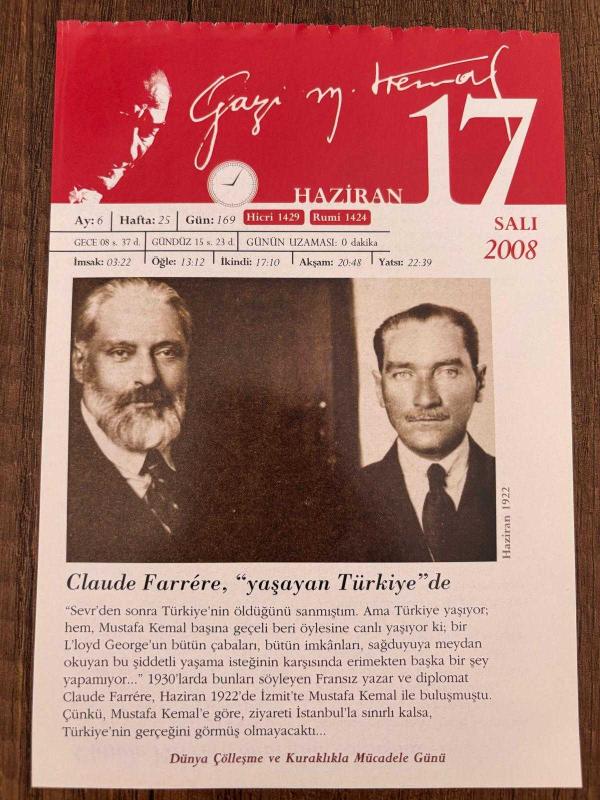 Gazi M. Kemal
HAZİRAN 17
Ay: 6 Hafta: 25 Gün: 169 Hicri 1429 Rumi 1424
SALI
GECE 08 s. 37 d. GÜNDÜZ 15 s. 23 d. GÜNÜN UZAMASI: 0 dakika
2008
İmsak: 03:22 Öğle: 13:12 İkindi: 17:10 Akşam: 20:48 Yatsı: 22:39
Haziran 1922
Claude Farrére, “yaşayan Türkiye”de
“Sevr'den sonra Türkiye'nin öldüğünü sanmıştım. Ama Türkiye yaşıyor;
hem, Mustafa Kemal başına geçeli beri öylesine canlı yaşıyor ki; bir
L'loyd George'un bütün çabaları, bütün imkânları, sağduyuya meydan
okuyan bu şiddetli yaşama isteğinin karşısında erimekten başka bir şey
yapamıyor...” 1930'larda bunları söyleyen Fransız yazar ve diplomat
Claude Farrére, Haziran 1922'de İzmit'te Mustafa Kemal ile buluşmuştu.
Çünkü, Mustafa Kemal'e göre, ziyareti İstanbul'la sınırlı kalsa,
Türkiye'nin gerçeğini görmüş olmayacaktı...
Dünya Çölleşme ve Kuraklıkla Mücadele Günü